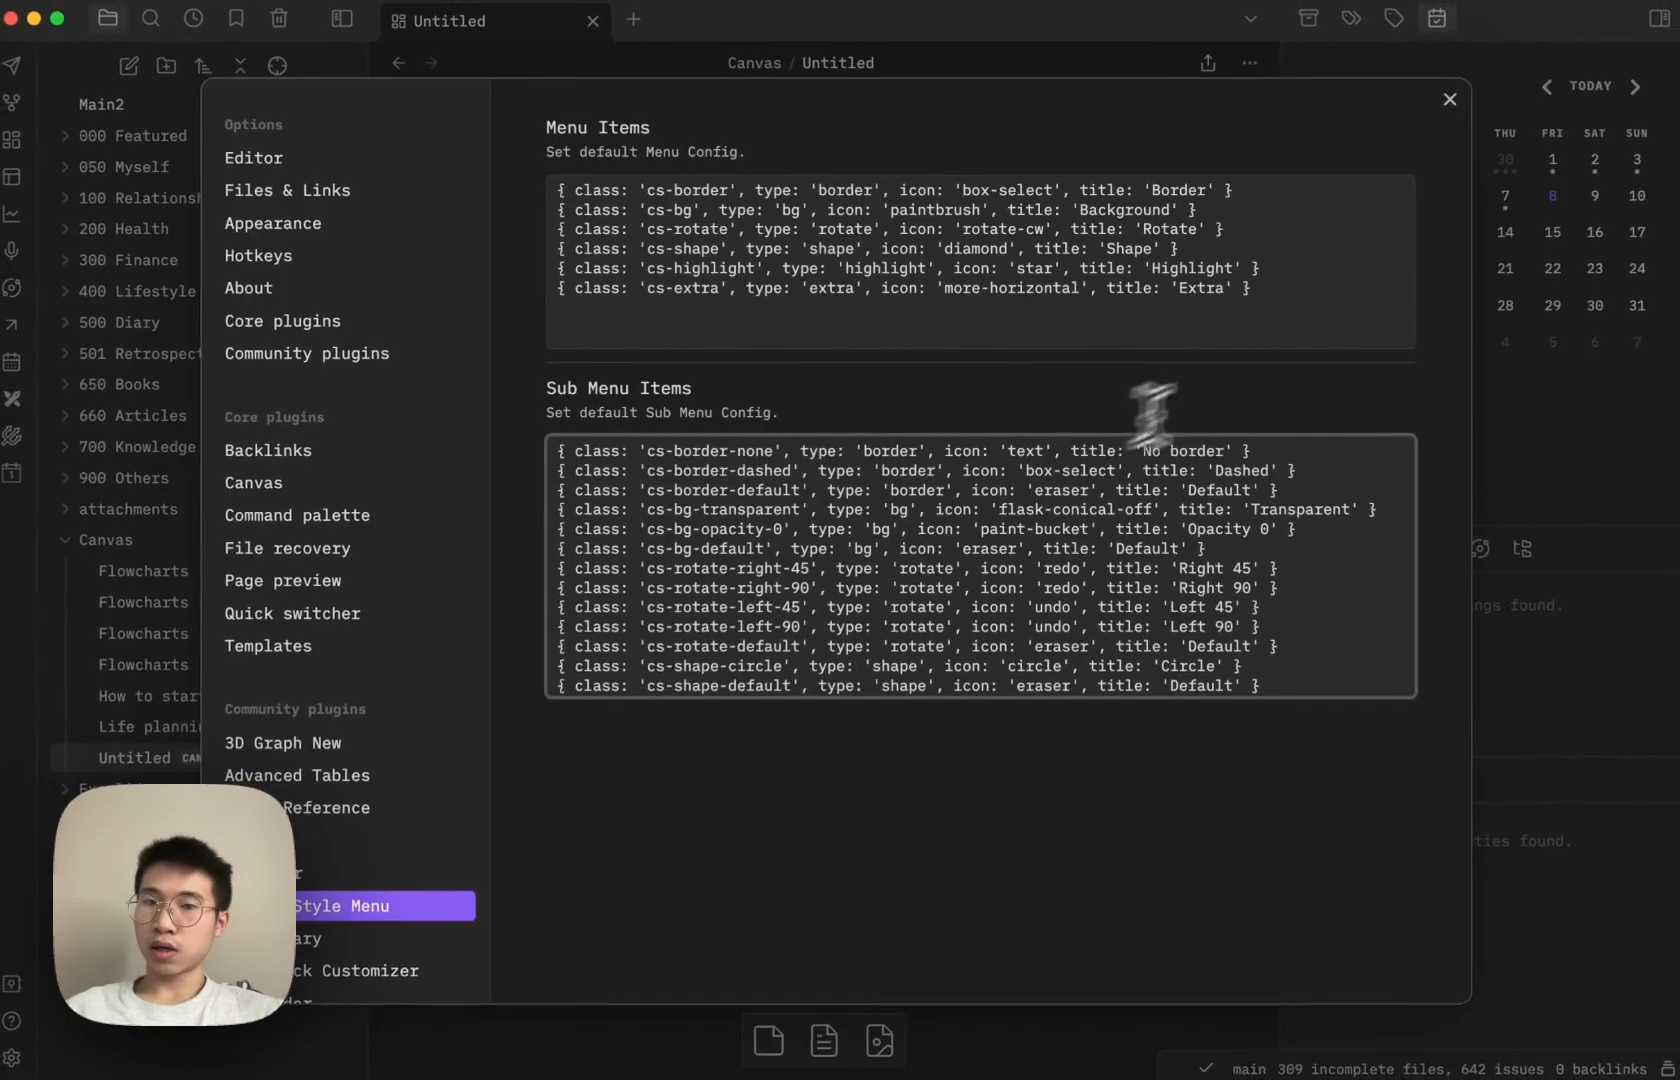 Untitled
Canvas / Untitled
Main2
000 Featured
050 Myself
100 Relations
200 Health
300 Finance
400 Lifestyle
500 Diary
501 Retrospect
650 Books
660 Articles
700 Knowledge
900 Others
attachments
Canvas
Flowcharts
Flowcharts
Flowcharts
Flowcharts
How to star
Life planni
Untitled CAN
Options
Editor
Files & Links
Appearance
Hotkeys
About
Core plugins
Community plugins
Core plugins
Backlinks
Canvas
Command palette
File recovery
Page preview
Quick switcher
Templates
Community plugins
3D Graph New
Advanced Tables
Reference
Style Menu
ary
ck Customizer
Menu Items
Set default Menu Config.
{ class: 'cs-border', type: 'border', icon: 'box-select', title: 'Border' }
{ class: 'cs-bg', type: 'bg', icon: 'paintbrush', title: 'Background' }
{ class: 'cs-rotate', type: 'rotate', icon: 'rotate-cw', title: 'Rotate' }
{ class: 'cs-shape', type: 'shape', icon: 'diamond', title: 'Shape' }
{ class: 'cs-highlight', type: 'highlight', icon: 'star', title: 'Highlight' }
{ class: 'cs-extra', type: 'extra', icon: 'more-horizontal', title: 'Extra' }
Sub Menu Items
Set default Sub Menu Config.
{ class: 'cs-border-none', type: 'border', icon: 'text', title: 'No border' }
{ class: 'cs-border-dashed', type: 'border', icon: 'box-select', title: 'Dashed' }
{ class: 'cs-border-default', type: 'border', icon: 'eraser', title: 'Default' }
{ class: 'cs-bg-transparent', type: 'bg', icon: 'flask-conical-off', title: 'Transparent' }
{ class: 'cs-bg-opacity-0', type: 'bg', icon: 'paint-bucket', title: 'Opacity 0' }
{ class: 'cs-bg-default', type: 'bg', icon: 'eraser', title: 'Default' }
{ class: 'cs-rotate-right-45', type: 'rotate', icon: 'redo', title: 'Right 45' }
{ class: 'cs-rotate-right-90', type: 'rotate', icon: 'redo', title: 'Right 90' }
{ class: 'cs-rotate-left-45', type: 'rotate', icon: 'undo', title: 'Left 45' }
{ class: 'cs-rotate-left-90', type: 'rotate', icon: 'undo', title: 'Left 90' }
{ class: 'cs-rotate-default', type: 'rotate', icon: 'eraser', title: 'Default' }
{ class: 'cs-shape-circle', type: 'shape', icon: 'circle', title: 'Circle' }
{ class: 'cs-shape-default', type: 'shape', icon: 'eraser', title: 'Default' }
TODAY
THU FRI SAT SUN
30 1 2 3
7 8 9 10
14 15 16 17
21 22 23 24
28 29 30 31
4 5 6 7
ngs found.
ties found.
main 309 incomplete files, 642 issues 0 backlinks